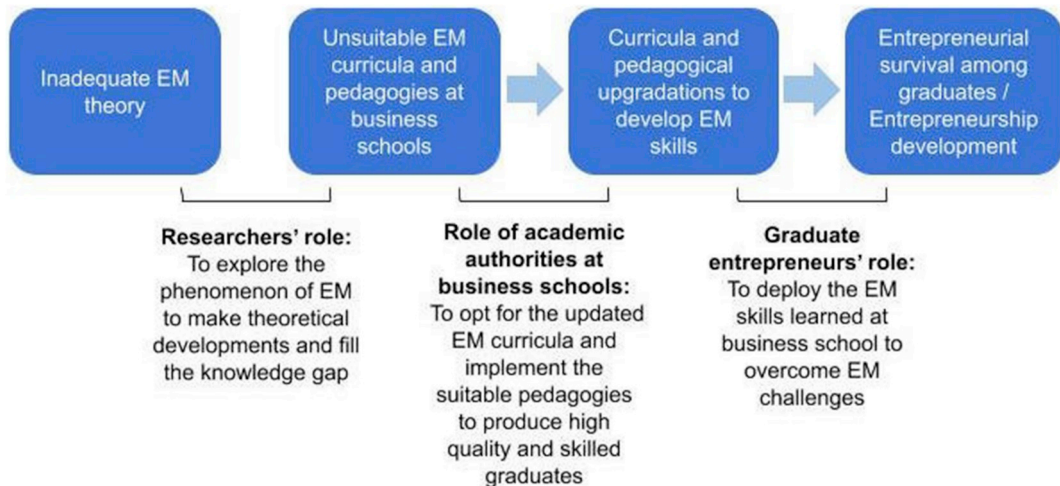 Inadequate EM
theory
Unsuitable EM
curricula and
pedagogies at
business
schools
Curricula and
pedagogical
upgradations to
develop EM
skills
Entrepreneurial
survival among
graduates /
Entrepreneurship
development
Researchers’ role:
To explore the
phenomenon of EM
to make theoretical
developments and fill
the knowledge gap
Role of academic
authorities at
business schools:
To opt for the updated
EM curricula and
implement the
suitable pedagogies
to produce high
quality and skilled
graduates
Graduate
entrepreneurs’ role:
To deploy the EM
skills learned at
business school to
overcome EM
challenges